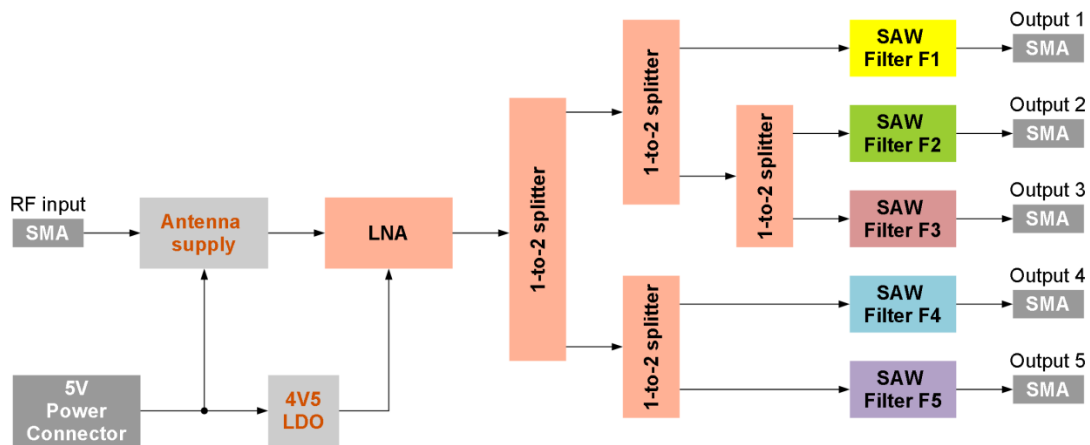 RF input
SMA
Antenna
supply
LNA
5V
Power
Connector
4V5
LDO
1-to-2 splitter
1-to-2 splitter
1-to-2 splitter
1-to-2 splitter
SAW
Filter F1
Output 1
SMA
SAW
Filter F2
Output 2
SMA
SAW
Filter F3
Output 3
SMA
SAW
Filter F4
Output 4
SMA
SAW
Filter F5
Output 5
SMA